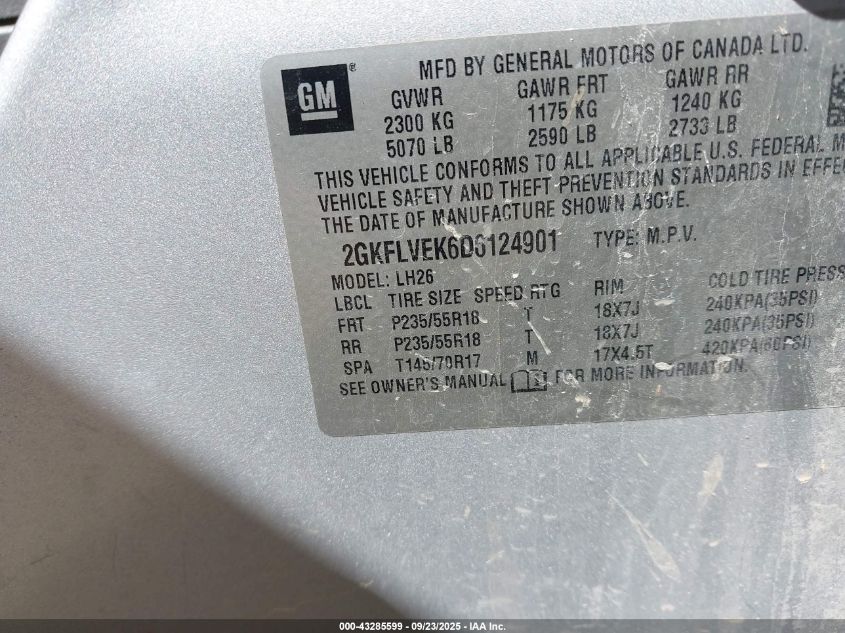 MFD BY GENERAL MOTORS OF CANADA LTD.
GM®
GVWR GAWR FRT GAWR RR
2300 KG 1175 KG 1240 KG
5070 LB 2590 LB 2733 LB
THIS VEHICLE CONFORMS TO ALL APPLICABLE U.S. FEDERAL M
VEHICLE SAFETY AND THEFT PREVENTION STANDARDS IN EFFE
THE DATE OF MANUFACTURE SHOWN ABOVE.
2GKFLVEK6D6124901 TYPE: M.P.V.
MODEL: LH26
LBCL TIRE SIZE SPEED RTG RIM COLD TIRE PRESS
FRT P235/55R18 T 18X7J 240KPA(35PSI)
RR P235/55R18 T 18X7J 240KPA(35PSI)
SPA T145/70R17 M 17X4.5T 420KPA(60PSI)
SEE OWNER'S MANUAL FOR MORE INFORMATION.
000-43285599 - 09/23/2025 - IAA Inc.